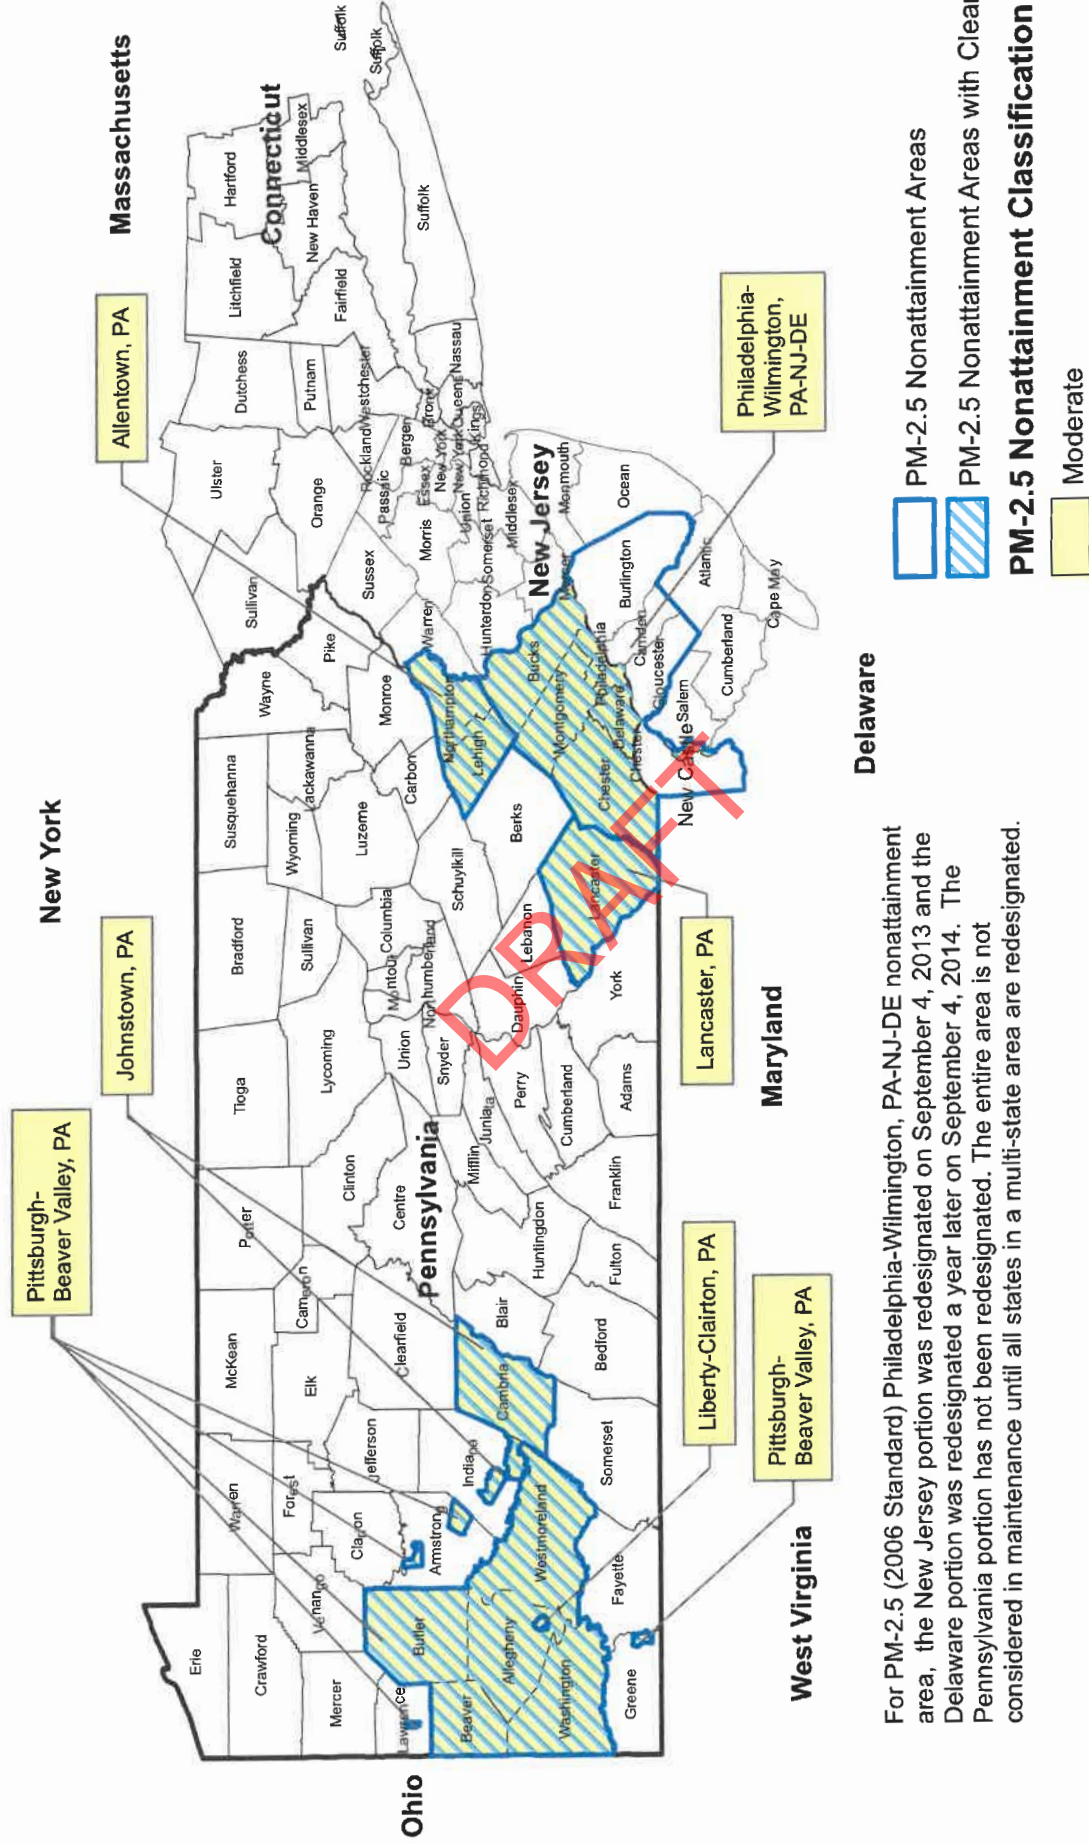 Pittsburgh-
Beaver Valley, PA
Johnstown, PA
New York
Allentown, PA
Massachusetts
Connecticut
Hartford
Litchfield
Middlesex
New Haven
Fairfield
Suffolk
Suffolk
Suffolk
Dutchess
Putnam
Westchester
Ulster
Orange
Rockland
Sullivan
Bergen
Passaic
Essex
Bronx
New York
New York
Queens
Nassau
Kings
Richmond
Union
Sussex
Morris
Warren
Hunterdon
Somerset
Middlesex
Monmouth
New Jersey
Mercer
Ocean
Burlington
Camden
Gloucester
Atlantic
Salem
Cumberland
Cape May
New Castle
Delaware
Erie
Crawford
Warren
McKean
Potter
Tioga
Bradford
Susquehanna
Wayne
Pike
Mercer
Venango
Forest
Elk
Cameron
Clinton
Lycoming
Sullivan
Wyoming
Lackawanna
Luzerne
Monroe
Carbon
Lawrence
Butler
Clarion
Jefferson
Clearfield
Centre
Union
Montour
Columbia
Northumberland
Snyder
Schuylkill
Northampton
Lehigh
Pennsylvania
Beaver
Allegheny
Armstrong
Indiana
Cambria
Blair
Huntingdon
Mifflin
Juniata
Perry
Dauphin
Lebanon
Berks
Bucks
Montgomery
Philadelphia
Delaware
Chester
Chester
Washington
Westmoreland
Greene
Fayette
Somerset
Bedford
Fulton
Franklin
Cumberland
Adams
York
Lancaster
DRAFT
Ohio
West Virginia
Maryland
Liberty-Clairton, PA
Pittsburgh-
Beaver Valley, PA
Lancaster, PA
Philadelphia-
Wilmington,
PA-NJ-DE
For PM-2.5 (2006 Standard) Philadelphia-Wilmington, PA-NJ-DE nonattainment
area, the New Jersey portion was redesignated on September 4, 2013 and the
Delaware portion was redesignated a year later on September 4, 2014. The
Pennsylvania portion has not been redesignated. The entire area is not
considered in maintenance until all states in a multi-state area are redesignated.
PM-2.5 Nonattainment Areas
PM-2.5 Nonattainment Areas with Clear
PM-2.5 Nonattainment Classification
Moderate